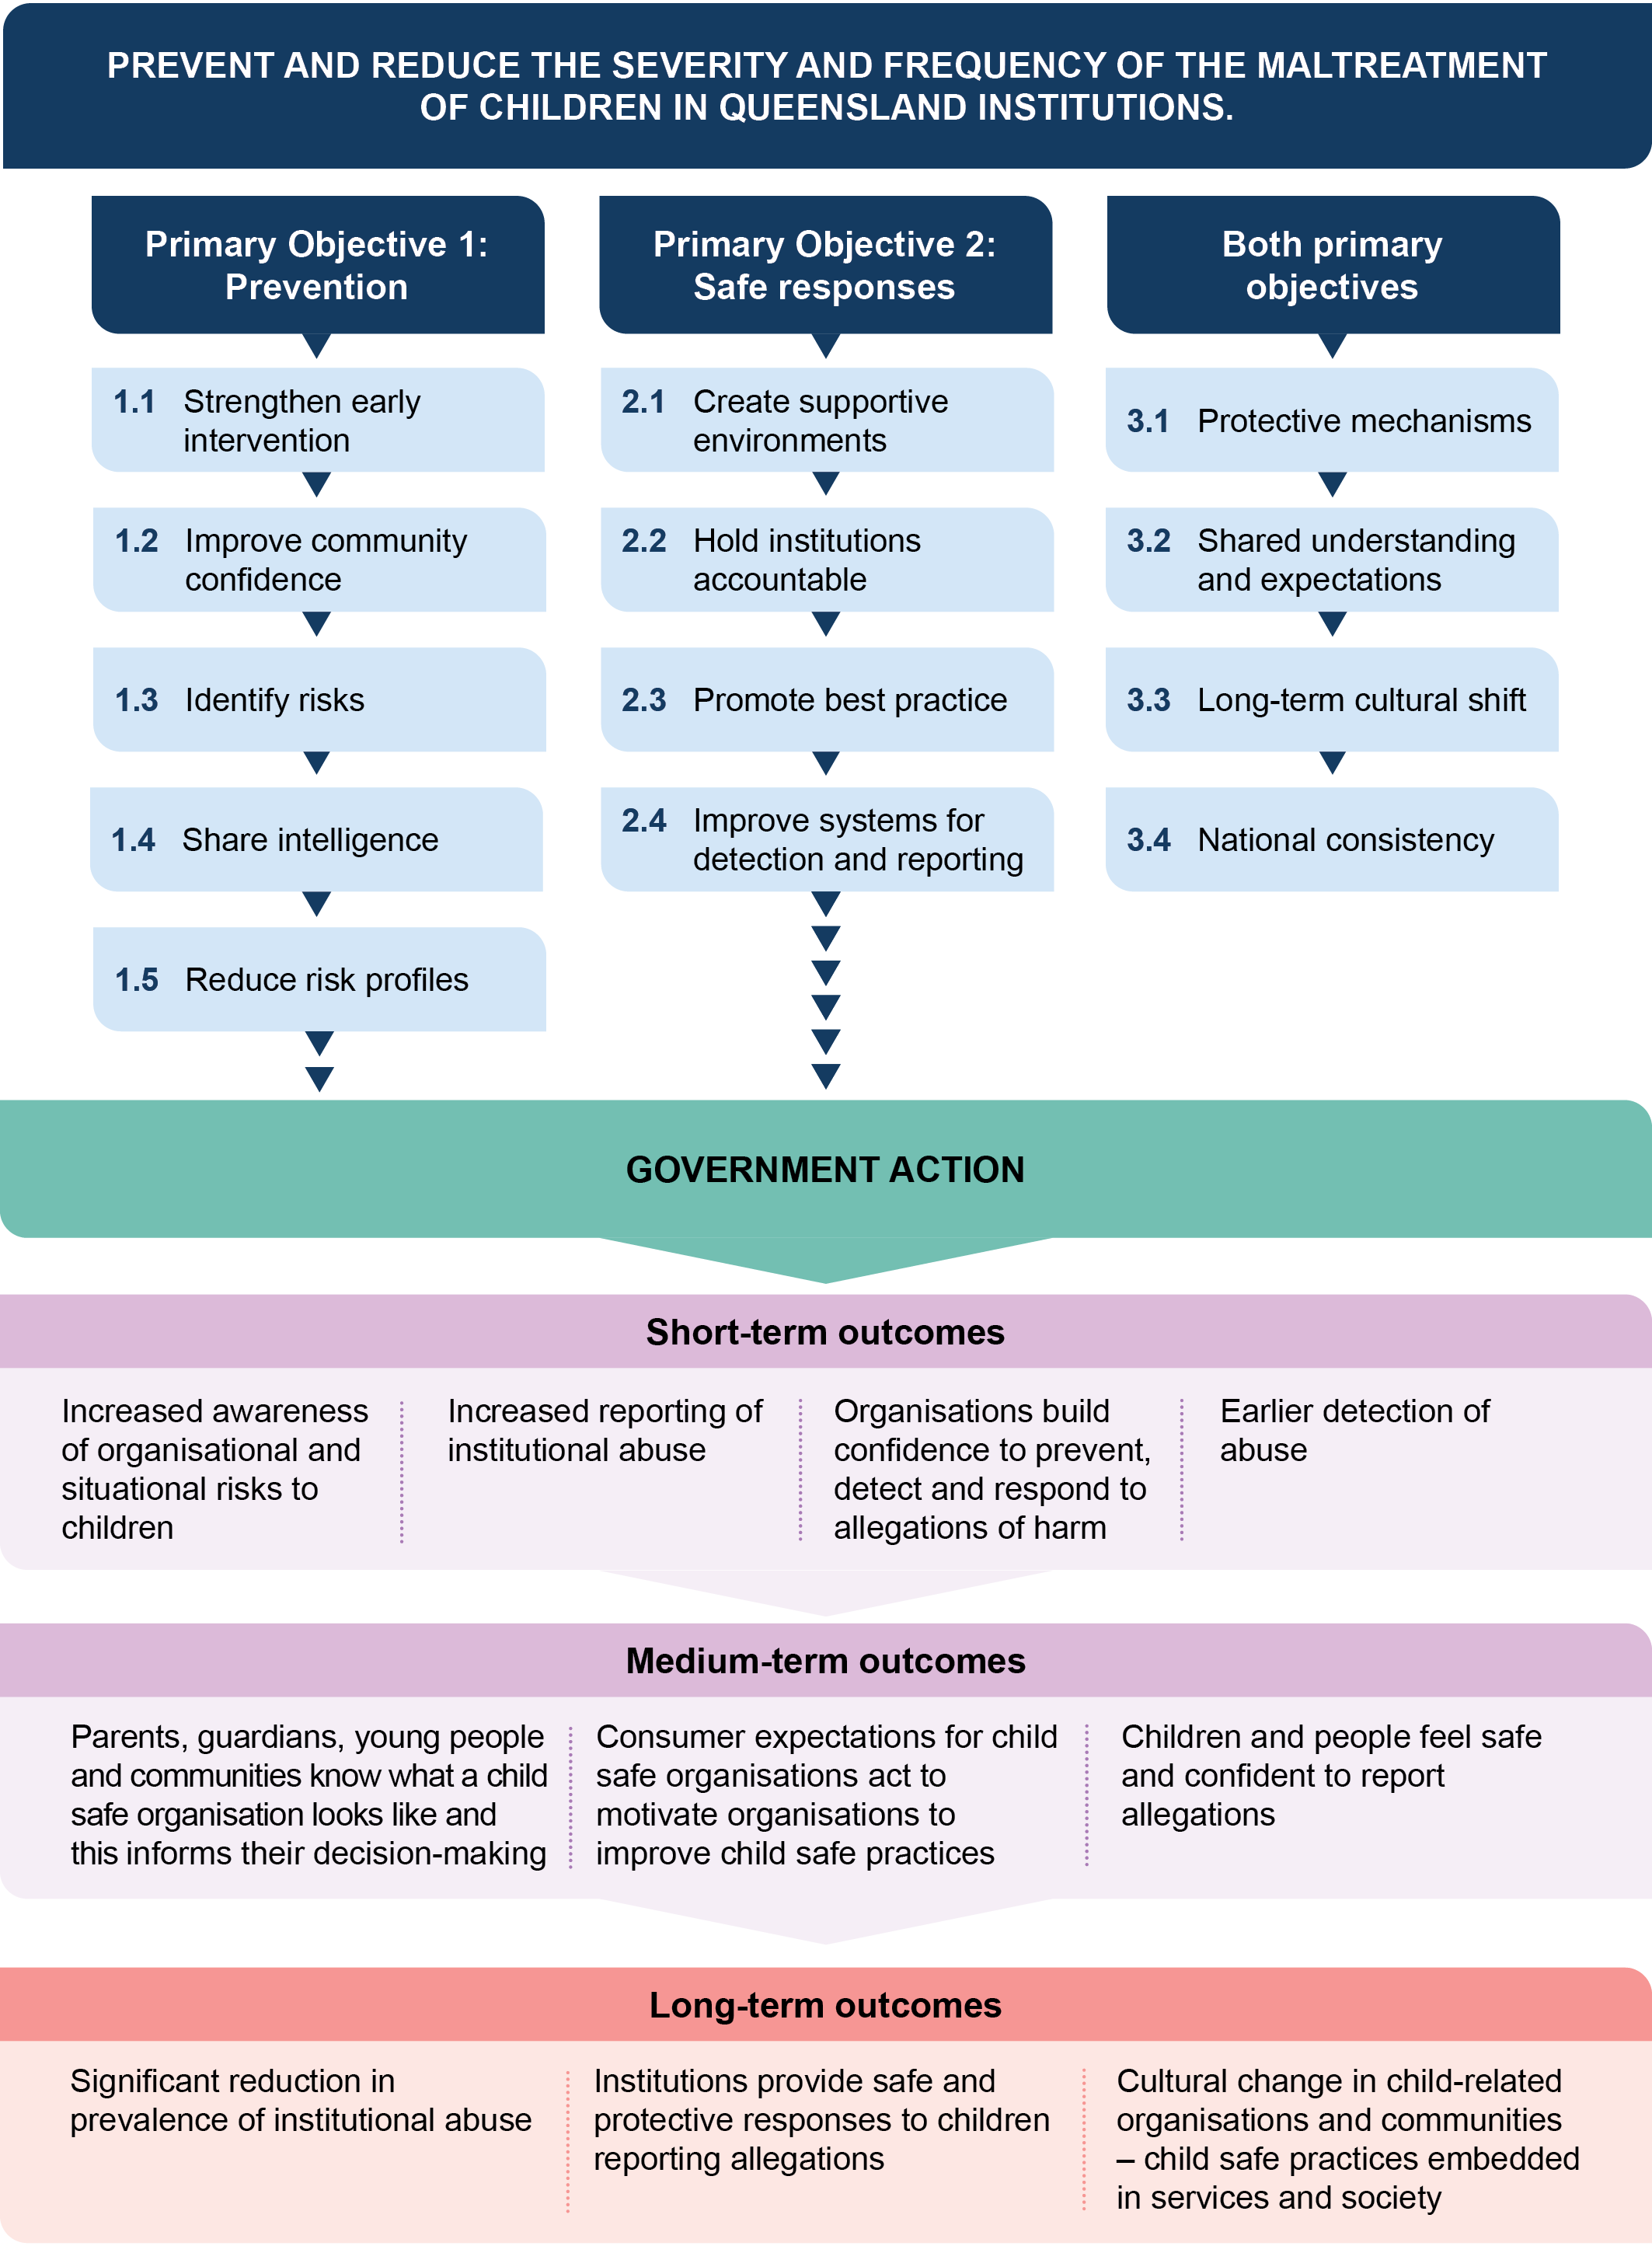 PREVENT AND REDUCE THE SEVERITY AND FREQUENCY OF THE MALTREATMENT
OF CHILDREN IN QUEENSLAND INSTITUTIONS.
Primary Objective 1:
Prevention
1.1 Strengthen early
intervention
1.2 Improve community
confidence
1.3 Identify risks
1.4 Share intelligence
1.5 Reduce risk profiles
Primary Objective 2:
Safe responses
2.1 Create supportive
environments
2.2 Hold institutions
accountable
2.3 Promote best practice
2.4 Improve systems for
detection and reporting
Both primary
objectives
3.1 Protective mechanisms
3.2 Shared understanding
and expectations
3.3 Long-term cultural shift
3.4 National consistency
GOVERNMENT ACTION
Short-term outcomes
Increased awareness
of organisational and
situational risks to
children
Increased reporting of
institutional abuse
Organisations build
confidence to prevent,
detect and respond to
allegations of harm
Earlier detection of
abuse
Medium-term outcomes
Parents, guardians, young people
and communities know what a child
safe organisation looks like and
this informs their decision-making
Consumer expectations for child
safe organisations act to
motivate organisations to
improve child safe practices
Children and people feel safe
and confident to report
allegations
Long-term outcomes
Significant reduction in
prevalence of institutional abuse
Institutions provide safe and
protective responses to children
reporting allegations
Cultural change in child-related
organisations and communities
– child safe practices embedded
in services and society